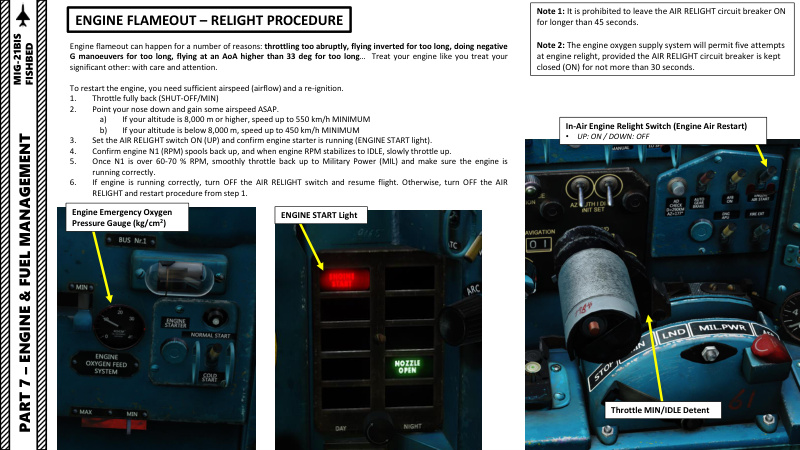 MIG-21BIS
FISHBED
PART 7 – ENGINE & FUEL MANAGEMENT
ENGINE FLAMEOUT – RELIGHT PROCEDURE
Engine flameout can happen for a number of reasons: throttling too abruptly, flying inverted for too long, doing negative
G manoeuvers for too long, flying at an AoA higher than 33 deg for too long… Treat your engine like you treat your
significant other: with care and attention.
To restart the engine, you need sufficient airspeed (airflow) and a re-ignition.
1. Throttle fully back (SHUT-OFF/MIN)
2. Point your nose down and gain some airspeed ASAP.
a) If your altitude is 8,000 m or higher, speed up to 550 km/h MINIMUM
b) If your altitude is below 8,000 m, speed up to 450 km/h MINIMUM
3. Set the AIR RELIGHT switch ON (UP) and confirm engine starter is running (ENGINE START light).
4. Confirm engine N1 (RPM) spools back up, and when engine RPM stabilizes to IDLE, slowly throttle up.
5. Once N1 is over 60-70 % RPM, smoothly throttle back up to Military Power (MIL) and make sure the engine is
running correctly.
6. If engine is running correctly, turn OFF the AIR RELIGHT switch and resume flight. Otherwise, turn OFF the AIR
RELIGHT and restart procedure from step 1.
Note 1: It is prohibited to leave the AIR RELIGHT circuit breaker ON
for longer than 45 seconds.
Note 2: The engine oxygen supply system will permit five attempts
at engine relight, provided the AIR RELIGHT circuit breaker is kept
closed (ON) for not more than 30 seconds.
Engine Emergency Oxygen
Pressure Gauge (kg/cm²)
BUS Nr.1
MIN
ENGINE
STARTER
NORMAL START
ENGINE
OXYGEN FEED
SYSTEM
COLD
START
MAX MIN
ENGINE START Light
ENGINE
START
NOZZLE
OPEN
DAY NIGHT
TC
ARC
In-Air Engine Relight Switch (Engine Air Restart)
• UP: ON / DOWN: OFF
INIT SET
NAVIGATION
01
LND
MIL.PWR
Throttle MIN/IDLE Detent